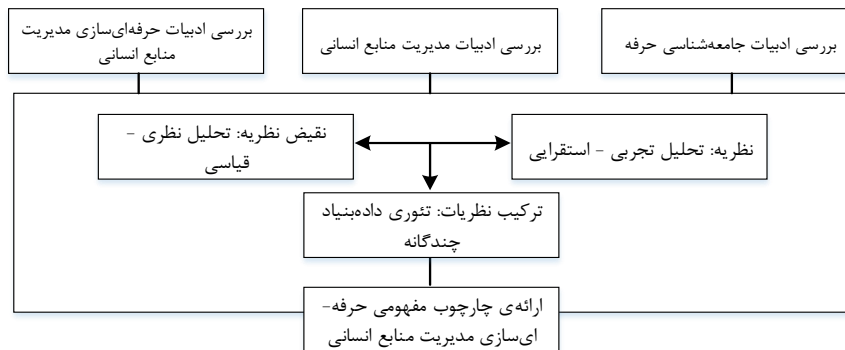 بررسی ادبیات جامعه‌شناسی حرفه
بررسی ادبیات مدیریت منابع انسانی
بررسی ادبیات حرفه‌ای‌سازی مدیریت
منابع انسانی
نظریه: تحلیل تجربی - استقرایی
نقیض نظریه: تحلیل نظری -
قیاسی
ترکیب نظریات: تئوری داده‌بنیاد
چندگانه
ارائه‌ی چارچوب مفهومی حرفه-
ای‌سازی مدیریت منابع انسانی